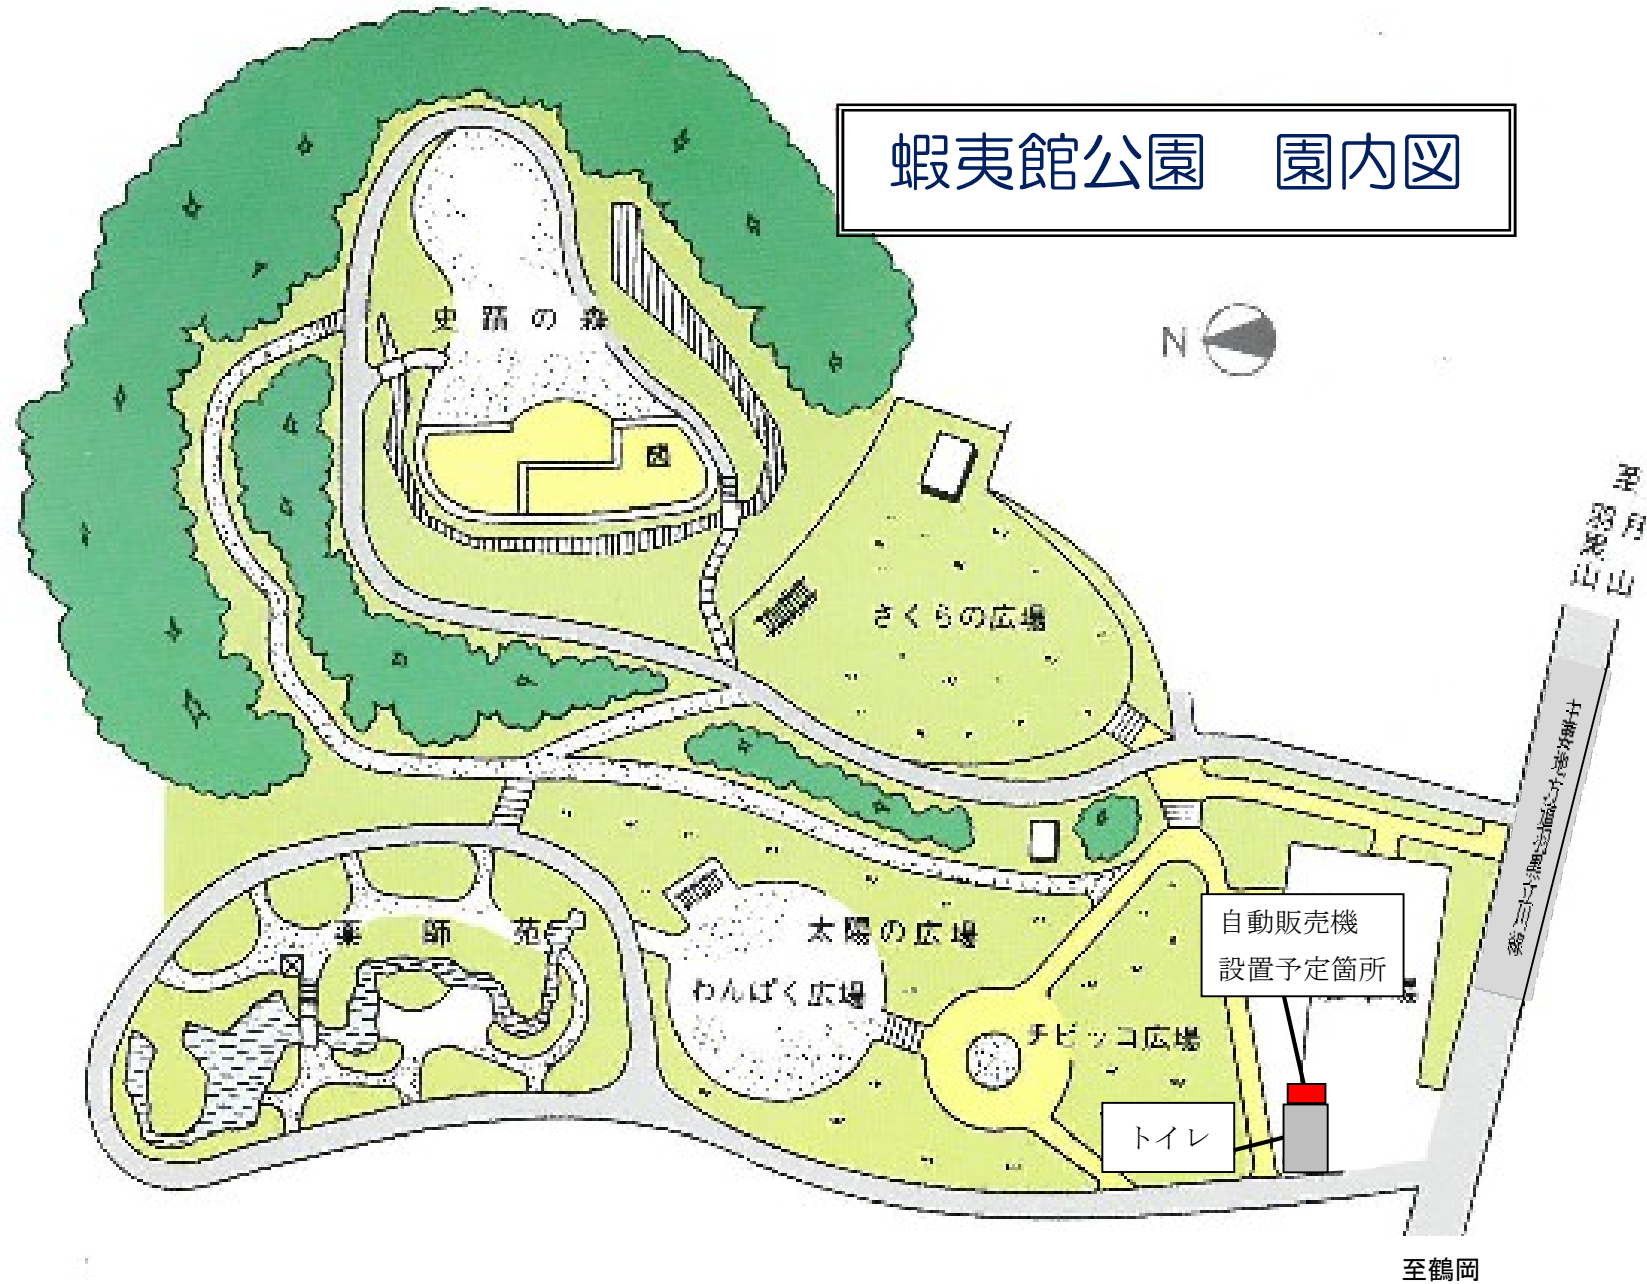 蝦夷館公園　園内図
N
史蹟の森
至月山
羽黒山
さくらの広場
薬師苑
太陽の広場
わんぱく広場
チビッコ広場
自動販売機
設置予定箇所
トイレ
至鶴岡